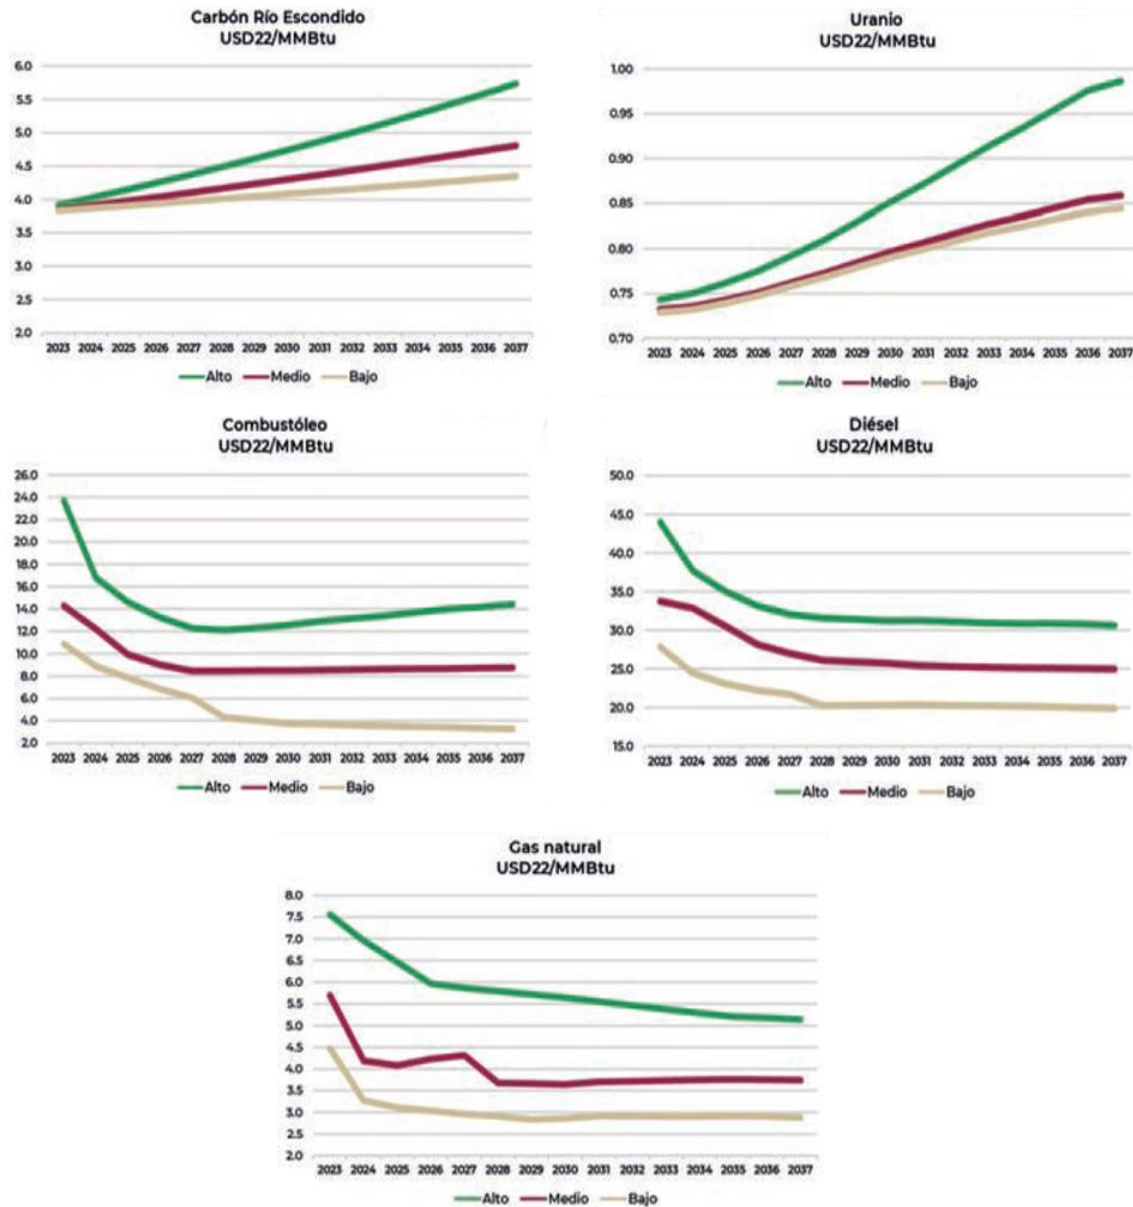 Carbón Río Escondido
USD22/MMBtu
6.0
5.5
5.0
4.5
4.0
3.5
3.0
2.5
2.0
2023 2024 2025 2026 2027 2028 2029 2030 2031 2032 2033 2034 2035 2036 2037
Alto Medio Bajo
Uranio
USD22/MMBtu
1.00
0.95
0.90
0.85
0.80
0.75
0.70
2023 2024 2025 2026 2027 2028 2029 2030 2031 2032 2033 2034 2035 2036 2037
Alto Medio Bajo
Combustóleo
USD22/MMBtu
26.0
24.0
22.0
20.0
18.0
16.0
14.0
12.0
10.0
8.0
6.0
4.0
2.0
2023 2024 2025 2026 2027 2028 2029 2030 2031 2032 2033 2034 2035 2036 2037
Alto Medio Bajo
Diésel
USD22/MMBtu
50.0
45.0
40.0
35.0
30.0
25.0
20.0
15.0
2023 2024 2025 2026 2027 2028 2029 2030 2031 2032 2033 2034 2035 2036 2037
Alto Medio Bajo
Gas natural
USD22/MMBtu
8.0
7.5
7.0
6.5
6.0
5.5
5.0
4.5
4.0
3.5
3.0
2.5
2.0
2023 2024 2025 2026 2027 2028 2029 2030 2031 2032 2033 2034 2035 2036 2037
Alto Medio Bajo